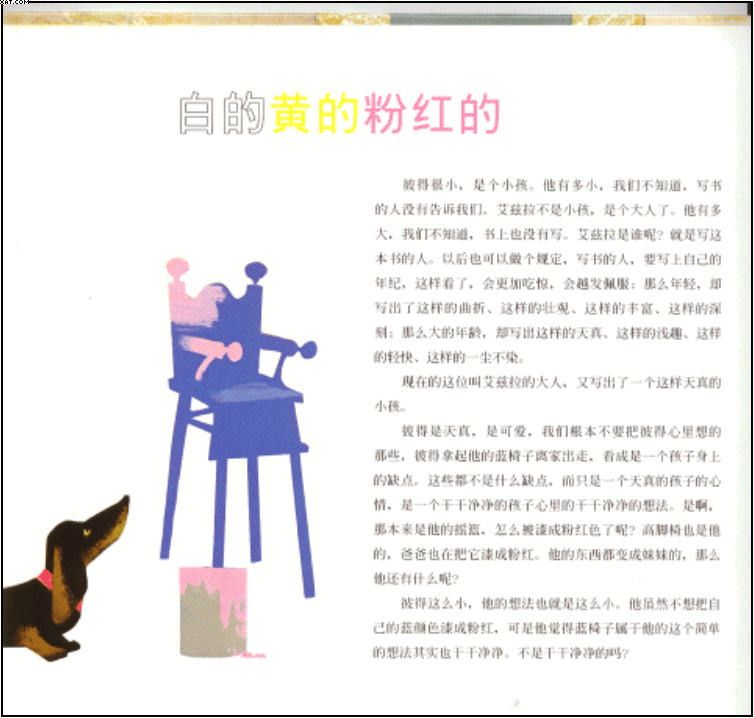 XAT.COM
白的黄的粉红的
彼得很小，是个小孩。他有多小，我们不知道，写书
的人没有告诉我们。艾兹拉不是小孩，是个大人了。他有多
大，我们不知道，书上也没有写。艾兹拉是谁呢？就是写这
本书的人。以后也可以做个规定，写书的人，要写上自己的
年纪，这样看了，会更加吃惊，会越发佩服：那么年轻，却
写出了这样的曲折、这样的壮观、这样的丰富、这样的深
刻；那么大的年龄，却写出这样的天真、这样的浅趣、这样
的轻快、这样的一尘不染。
现在的这位叫艾兹拉的大人，又写出了一个这样天真的
小孩。
彼得是天真，是可爱，我们根本不要把彼得心里想的
那些，彼得拿起他的蓝椅子离家出走，看成是一个孩子身上
的缺点。这些都不是什么缺点，而只是一个天真的孩子的心
情，是一个干干净净的孩子心里的干干净净的想法。是啊，
那本来是他的摇篮，怎么被漆成粉红色了呢？高脚椅也是他
的，爸爸也在把它漆成粉红。他的东西都变成妹妹的，那么
他还有什么呢？
彼得这么小，他的想法也就是这么小。他虽然不想把自
己的蓝颜色漆成粉红，可是他觉得蓝椅子属于他的这个简单
的想法其实也干干净净。不是干干净净的吗？